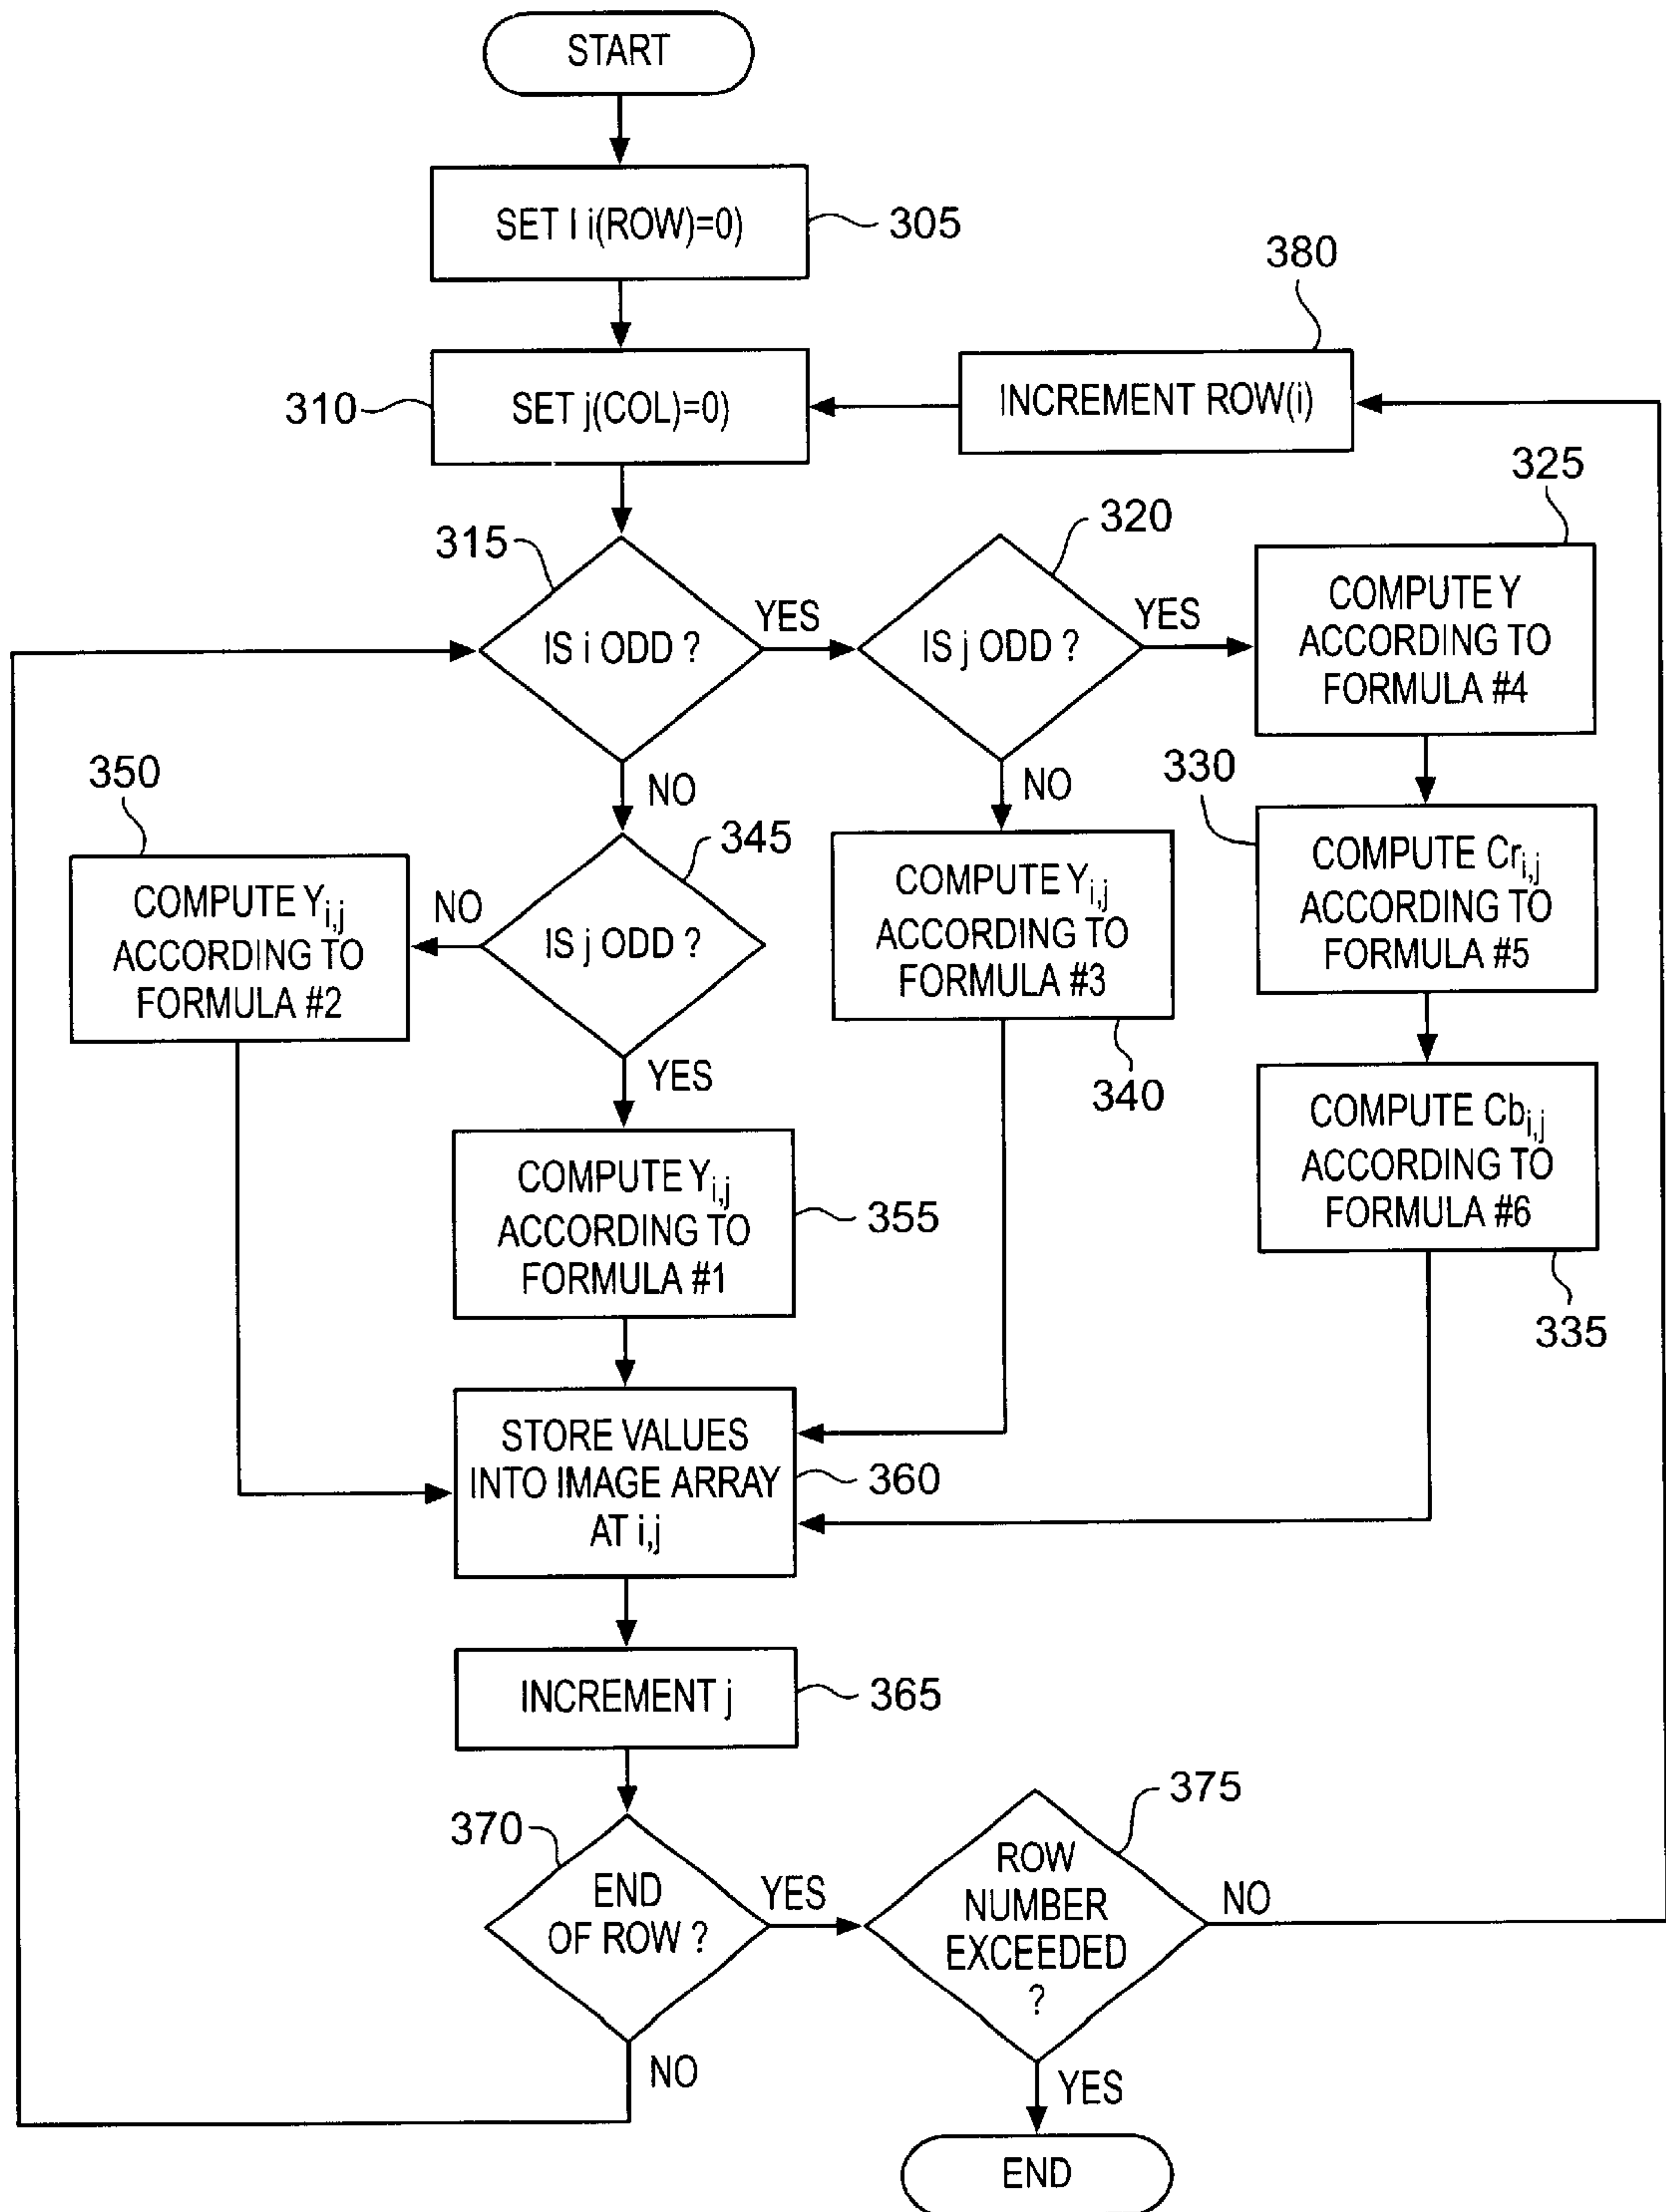 START
SET I i(ROW)=0)
305
380
310
SET j(COL)=0)
INCREMENT ROW(i)
325
315
320
IS i ODD ?
YES
IS j ODD ?
YES
COMPUTE Y
ACCORDING TO
FORMULA #4
NO
NO
350
345
330
COMPUTE Yi,j
ACCORDING TO
FORMULA #2
NO
IS j ODD ?
COMPUTE Yi,j
ACCORDING TO
FORMULA #3
COMPUTE Cri,j
ACCORDING TO
FORMULA #5
YES
340
COMPUTE Yi,j
ACCORDING TO
FORMULA #1
355
COMPUTE Cbi,j
ACCORDING TO
FORMULA #6
335
STORE VALUES
INTO IMAGE ARRAY
AT i,j
360
INCREMENT j
365
370
375
END
OF ROW ?
YES
ROW
NUMBER
EXCEEDED
?
NO
NO
YES
END